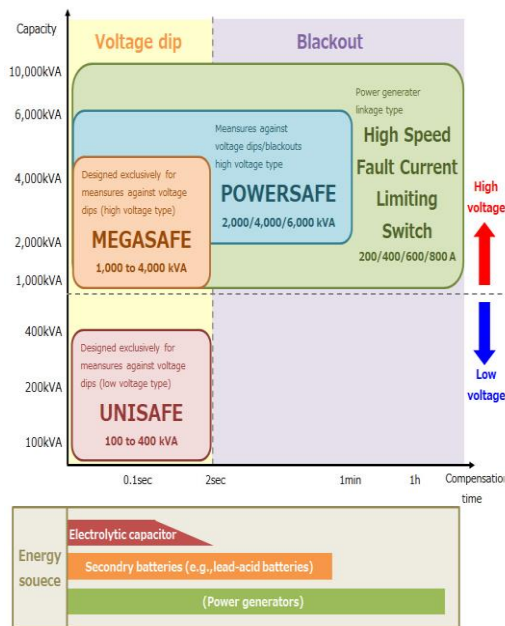 Capacity
Voltage dip
Blackout
10,000kVA
6,000kVA
4,000kVA
2,000kVA
1,000kVA
400kVA
200kVA
100kVA
Power generater
linkage type
High Speed
Fault Current
Limiting
Switch
200/400/600/800 A
Meansures against
voltage dips/blackouts
high voltage type
POWERSAFE
2,000/4,000/6,000 kVA
Designed exclusively for
measures against voltage
dips (high voltage type)
MEGASAFE
1,000 to 4,000 kVA
High
voltage
Designed exclusively for
measures against voltage
dips (low voltage type)
UNISAFE
100 to 400 kVA
Low
voltage
0.1sec
2sec
1min
1h
Compensation
time
Energy
souece
Electrolytic capacitor
Secondry batteries (e.g.,lead-acid batteries)
(Power generators)